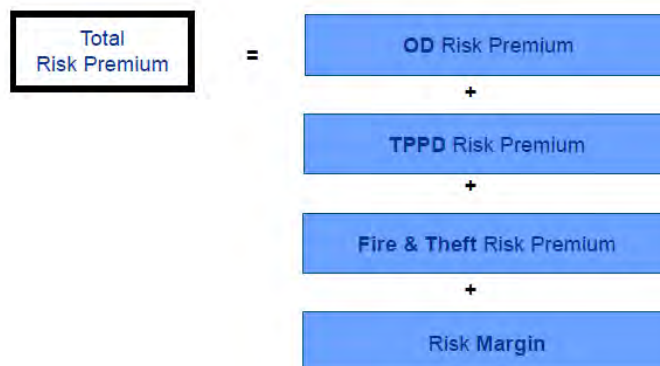 Total
Risk Premium
=
OD Risk Premium
+
TPPD Risk Premium
+
Fire & Theft Risk Premium
+
Risk Margin